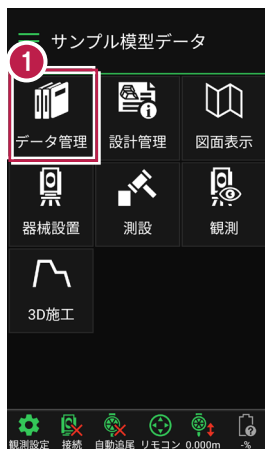 サンプル模型データ
1
データ管理 設計管理 図面表示
器械設置 測設 観測
3D施工
観測設定 接続 自動追尾 リモコン 0.000m -%